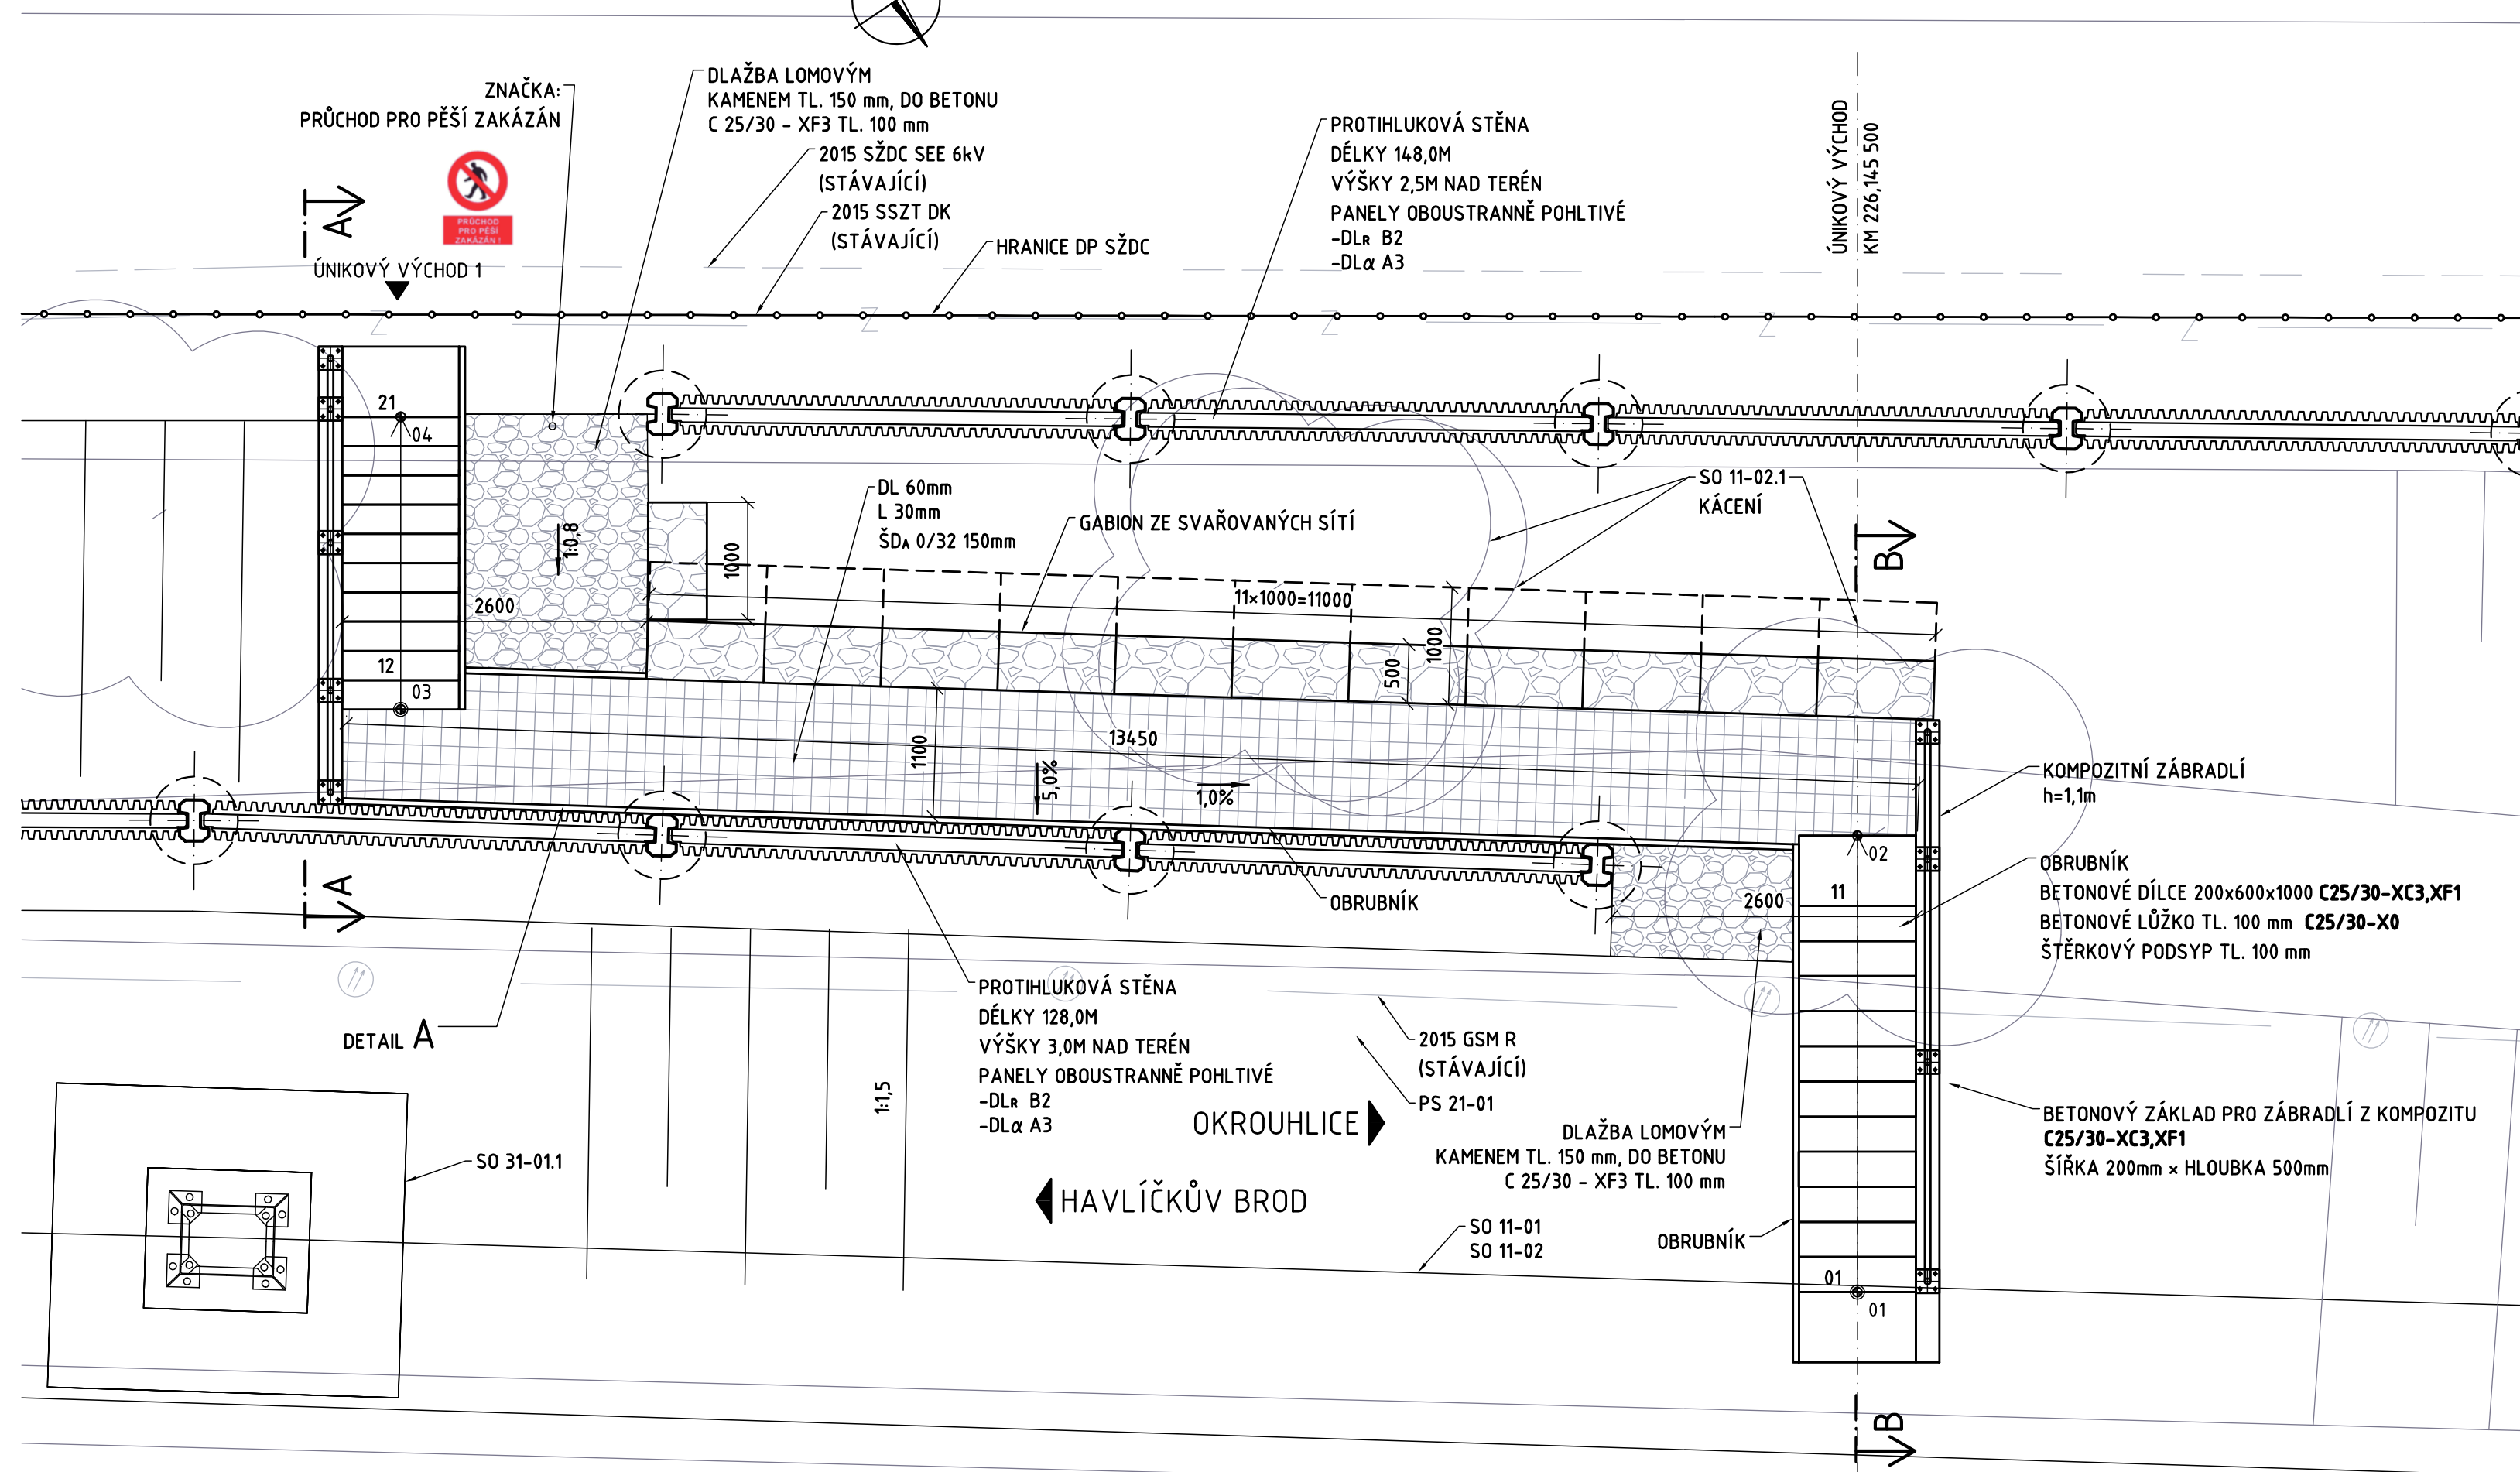 ZNAČKA:
PRŮCHOD PRO PĚŠÍ ZAKÁZÁN
PRŮCHOD
PRO PĚŠÍ
ZAKÁZÁN !
A
ÚNIKOVÝ VÝCHOD 1
DLAŽBA LOMOVÝM
KAMENEM TL. 150 mm, DO BETONU
C 25/30 - XF3 TL. 100 mm
2015 SŽDC SEE 6kV
(STÁVAJÍCÍ)
2015 SSZT DK
(STÁVAJÍCÍ)
HRANICE DP SŽDC
PROTIHLUKOVÁ STĚNA
DÉLKY 148,0M
VÝŠKY 2,5M NAD TERÉN
PANELY OBOUSTRANNĚ POHLTIVÉ
-DLR B2
-DLα A3
ÚNIKOVÝ VÝCHOD
KM 226,145 500
Z
Z
Z
Z
Z
21
04
12
03
1:0,8
2600
1000
DL 60mm
L 30mm
ŠDA 0/32 150mm
GABION ZE SVAŘOVANÝCH SÍTÍ
11×1000=11000
SO 11-02.1
KÁCENÍ
B
500
1000
13450
1100
5,0%
1,0%
KOMPOZITNÍ ZÁBRADLÍ
h=1,1m
02
11
2600
OBRUBNÍK
OBRUBNÍK
BETONOVÉ DÍLCE 200x600x1000 C25/30-XC3,XF1
BETONOVÉ LŮŽKO TL. 100 mm C25/30-X0
ŠTĚRKOVÝ PODSYP TL. 100 mm
A
DETAIL A
PROTIHLUKOVÁ STĚNA
DÉLKY 128,0M
VÝŠKY 3,0M NAD TERÉN
PANELY OBOUSTRANNĚ POHLTIVÉ
-DLR B2
-DLα A3
1:1,5
2015 GSM R
(STÁVAJÍCÍ)
PS 21-01
OKROUHLICE
HAVLÍČKŮV BROD
DLAŽBA LOMOVÝM
KAMENEM TL. 150 mm, DO BETONU
C 25/30 - XF3 TL. 100 mm
BETONOVÝ ZÁKLAD PRO ZÁBRADLÍ Z KOMPOZITU
C25/30-XC3,XF1
ŠÍŘKA 200mm × HLOUBKA 500mm
SO 31-01.1
SO 11-01
SO 11-02
OBRUBNÍK
01
01
B